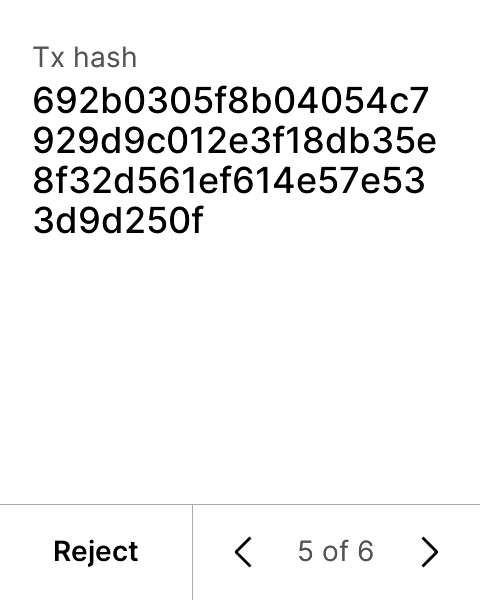 Tx hash
692b0305f8b04054c7
929d9c012e3f18db35e
8f32d561ef614e57e53
3d9d250f
Reject
5 of 6